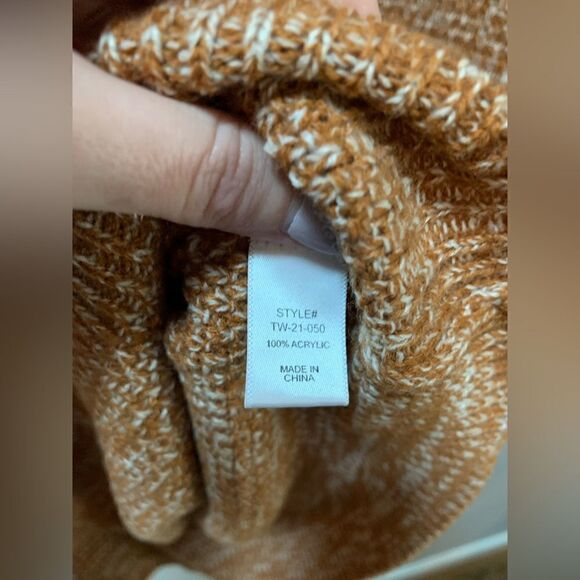 STYLE#
TW-21-050
100% ACRYLIC
MADE IN
CHINA